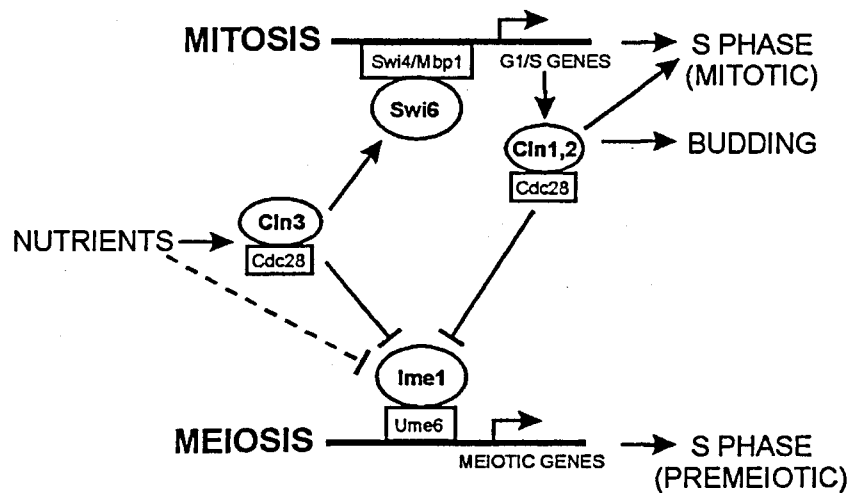 MITOSIS
Swi4/Mbp1
G1/S GENES
S PHASE
(MITOTIC)
Swi6
Cln1,2
Cdc28
BUDDING
NUTRIENTS
Cln3
Cdc28
Ime1
Ume6
MEIOSIS
MEIOTIC GENES
S PHASE
(PREMEIOTIC)